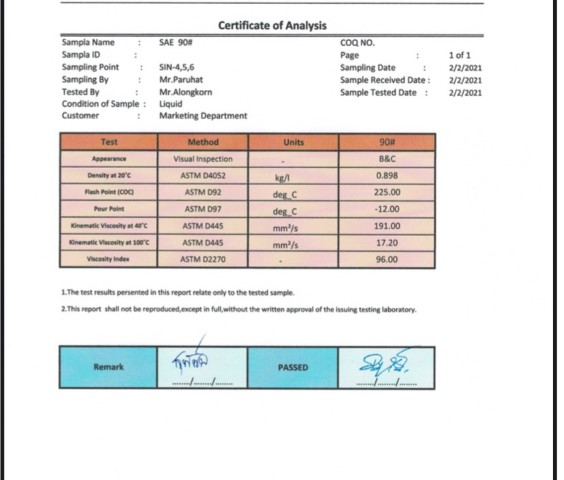 Certificate of Analysis
Sampla Name : SAE 90# COQ NO.
Sampla ID : Page : 1 of 1
Sampling Point : SIN-4,5,6 Sampling Date : 2/2/2021
Sampling By : Mr.Paruhat Sample Received Date : 2/2/2021
Tested By : Mr.Alongkorn Sample Tested Date : 2/2/2021
Condition of Sample : Liquid
Customer : Marketing Department
Test Method Units 90#
Appearance Visual Inspection - B&C
Density at 20°C ASTM D4052 kg/l 0.898
Flash Point (COC) ASTM D92 deg_C 225.00
Pour Point ASTM D97 deg_C -12.00
Kinematic Viscosity at 40°C ASTM D445 mm²/s 191.00
Kinematic Viscosity at 100°C ASTM D445 mm²/s 17.20
Viscosity Index ASTM D2270 - 96.00
1.The test results persented in this report relate only to the tested sample.
2.This report shall not be reproduced,except in full,without the written approval of the issuing testing laboratory.
Remark PASSED
......./......./....... ......./......./.......